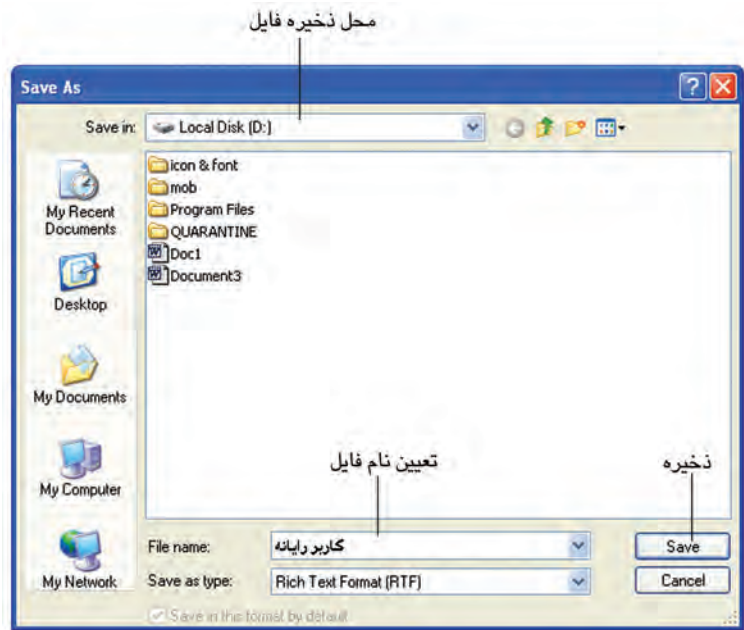 محل ذخیره فایل
Save As
Save in: Local Disk (D:)
icon & font
mob
Program Files
QUARANTINE
Doc1
Document3
My Recent Documents
Desktop
My Documents
My Computer
My Network
تعیین نام فایل
ذخیره
File name: کاربر رایانه
Save
Save as type: Rich Text Format (RTF)
Cancel
Save in this format by default